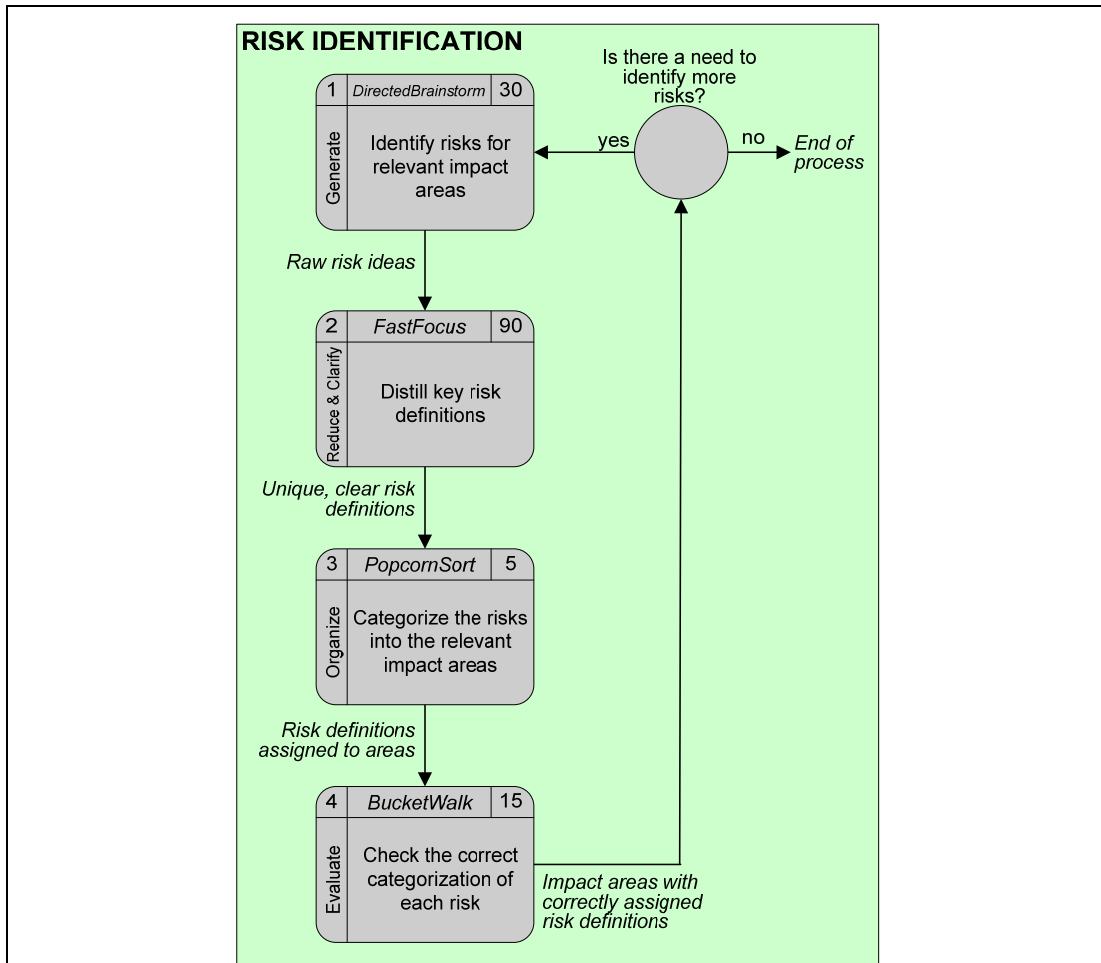 RISK IDENTIFICATION
Is there a need to
identify more
risks?
yes
no
End of
process
1 DirectedBrainstorm 30
Generate
Identify risks for
relevant impact
areas
Raw risk ideas
2 FastFocus 90
Reduce & Clarify
Distill key risk
definitions
Unique, clear risk
definitions
3 PopcornSort 5
Organize
Categorize the risks
into the relevant
impact areas
Risk definitions
assigned to areas
4 BucketWalk 15
Evaluate
Check the correct
categorization of
each risk
Impact areas with
correctly assigned
risk definitions